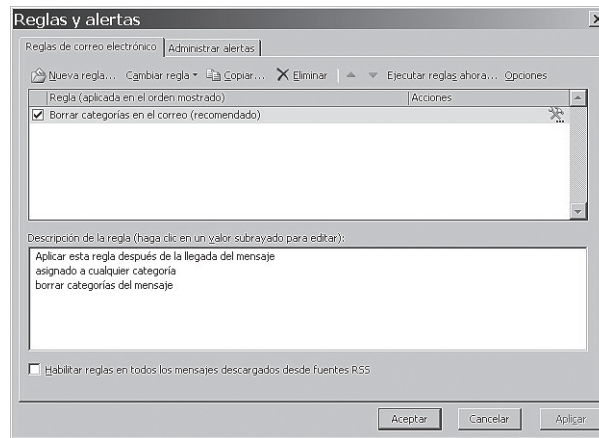 Reglas y alertas
Reglas de correo electrónico Administrar alertas
Nueva regla... Cambiar regla Copiar... Eliminar Ejecutar reglas ahora... Opciones
Regla (aplicada en el orden mostrado) Acciones
Borrar categorías en el correo (recomendado)
Descripción de la regla (haga clic en un valor subrayado para editar):
Aplicar esta regla después de la llegada del mensaje
asignado a cualquier categoría
borrar categorías del mensaje
Habilitar reglas en todos los mensajes descargados desde fuentes RSS
Aceptar Cancelar Aplicar